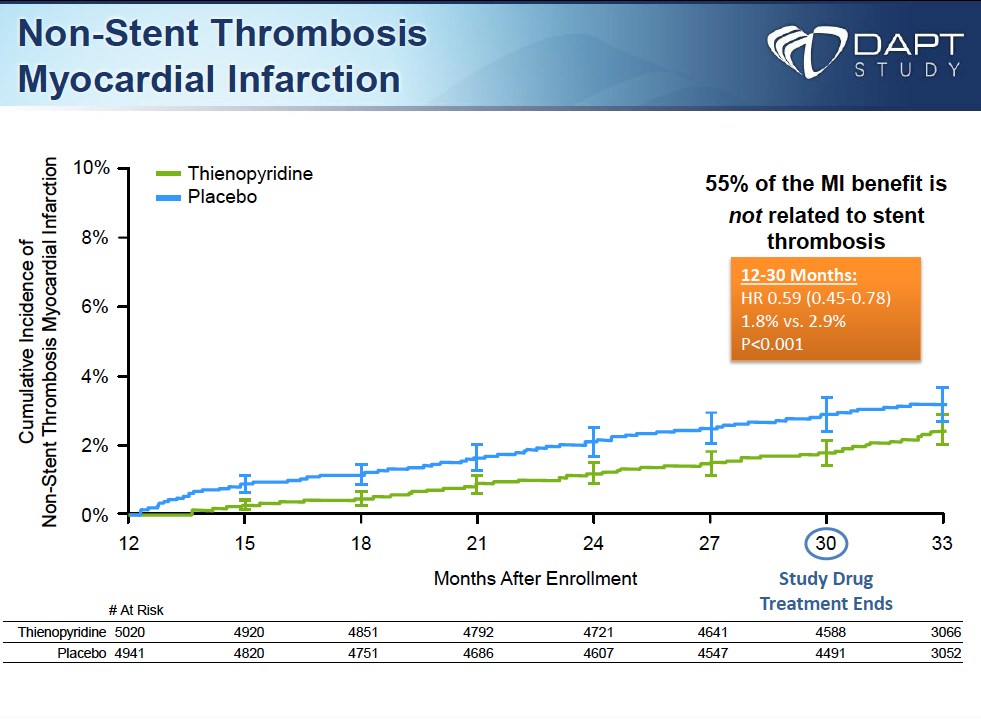 Non-Stent Thrombosis
Myocardial Infarction
DAPT
STUDY
Cumulative Incidence of
Non-Stent Thrombosis Myocardial Infarction
10%
8%
6%
4%
2%
0%
Thienopyridine
Placebo
55% of the MI benefit is
not related to stent
thrombosis
12-30 Months:
HR 0.59 (0.45-0.78)
1.8% vs. 2.9%
P<0.001
12 15 18 21 24 27 30 33
Months After Enrollment
Study Drug
Treatment Ends
# At Risk
Thienopyridine 5020 4920 4851 4792 4721 4641 4588 3066
Placebo 4941 4820 4751 4686 4607 4547 4491 3052